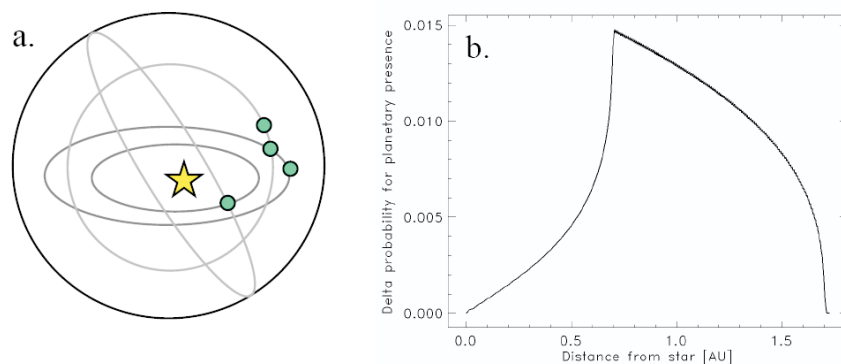 a.
b.
Delta probability for planetary presence
0.015
0.010
0.005
0.000
0.0 0.5 1.0 1.5
Distance from star [AU]